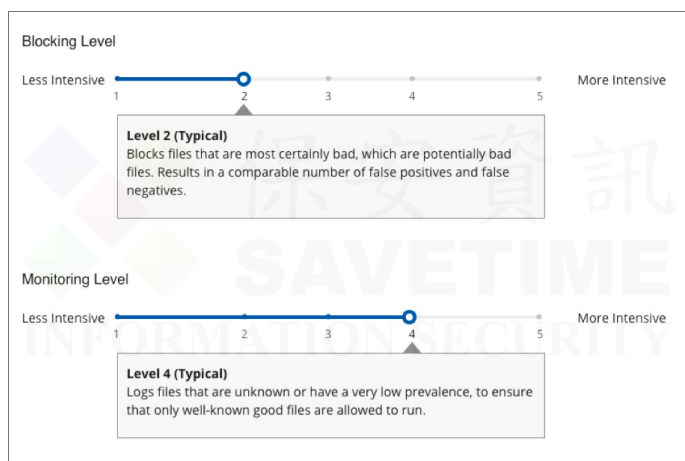 Blocking Level
Less Intensive More Intensive
1 2 3 4 5
Level 2 (Typical)
Blocks files that are most certainly bad, which are potentially bad
files. Results in a comparable number of false positives and false
negatives.
保安資訊
SAVETIME
Monitoring Level
Less Intensive More Intensive
1 2 3 4 5
INFORMATION SECURITY
Level 4 (Typical)
Logs files that are unknown or have a very low prevalence, to ensure
that only well-known good files are allowed to run.